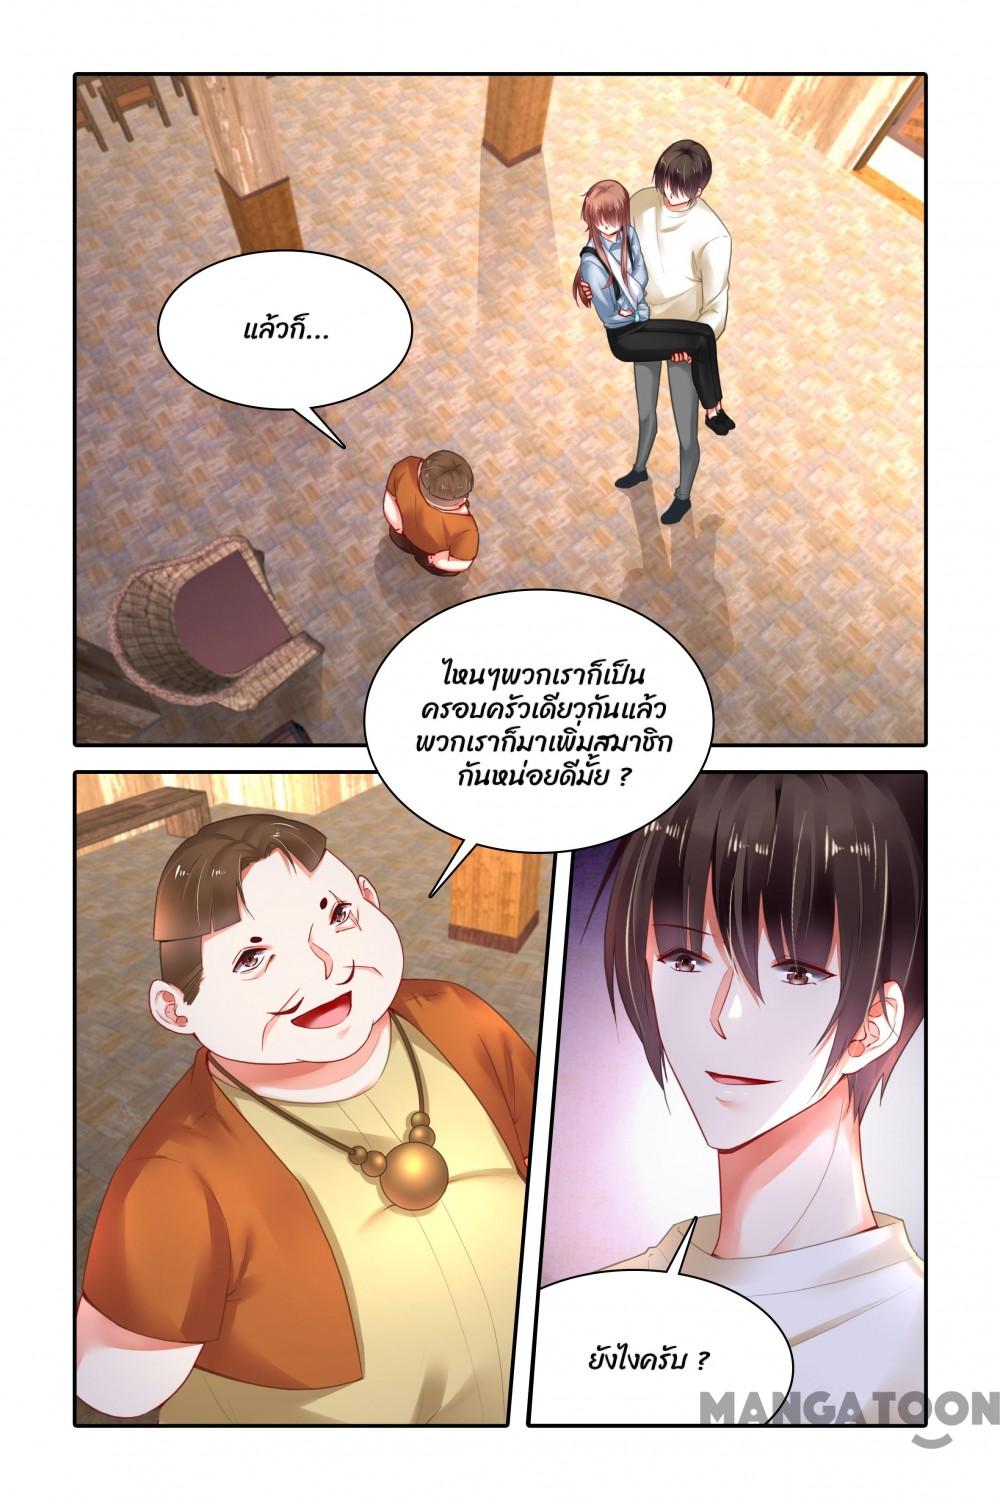 แล้วก็...
ไหนๆพวกเราก็เป็น
ครอบครัวเดียวกันแล้ว
พวกเราก็มาเพิ่มสมาชิก
กันหน่อยดีมั้ย ?
ยังไงครับ ?
MANGATOON